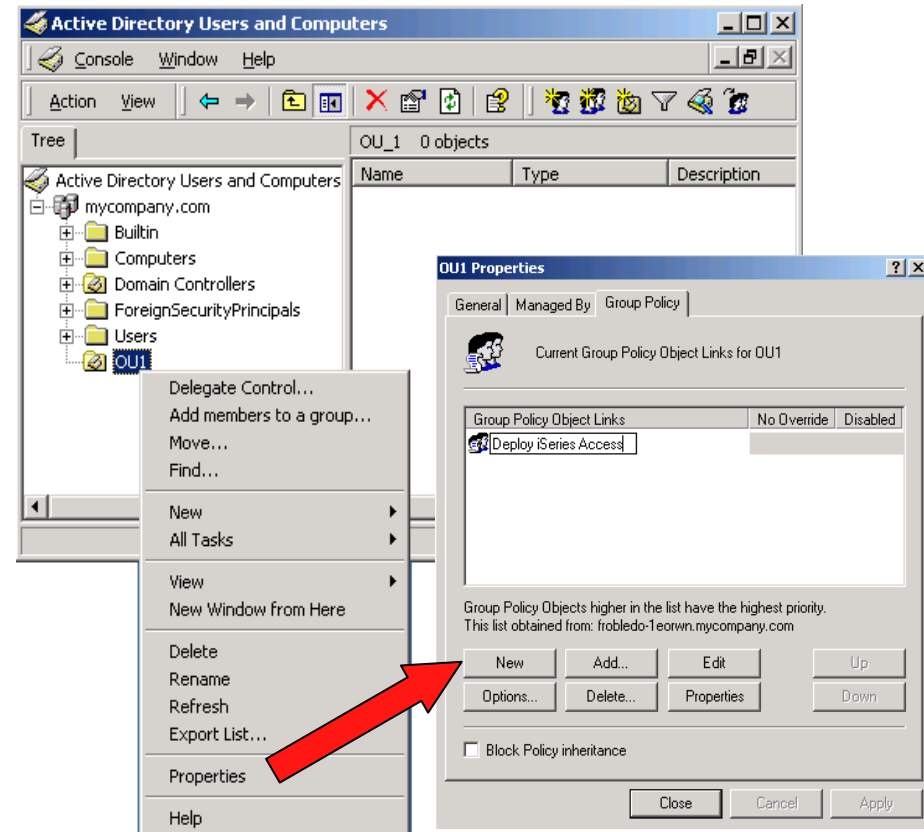 Active Directory Users and Computers
Console Window Help
Action View
Tree
OU_1 0 objects
Name Type Description
Active Directory Users and Computers
mycompany.com
Builtin
Computers
Domain Controllers
ForeignSecurityPrincipals
Users
OU1
Delegate Control...
Add members to a group...
Move...
Find...
New
All Tasks
View
New Window from Here
Delete
Rename
Refresh
Export List...
Properties
Help
OU1 Properties
General Managed By Group Policy
Current Group Policy Object Links for OU1
Group Policy Object Links No Override Disabled
Deploy iSeries Access
Group Policy Objects higher in the list have the highest priority.
This list obtained from: frobledo-1eorwn.mycompany.com
New Add... Edit Up
Options... Delete... Properties Down
Block Policy inheritance
Close Cancel Apply